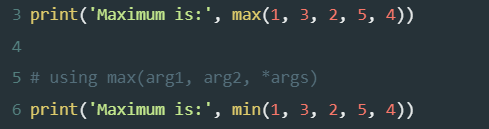 3 print('Maximum is:', max(1, 3, 2, 5, 4))
4
5 # using max(arg1, arg2, *args)
6 print('Maximum is:', min(1, 3, 2, 5, 4))